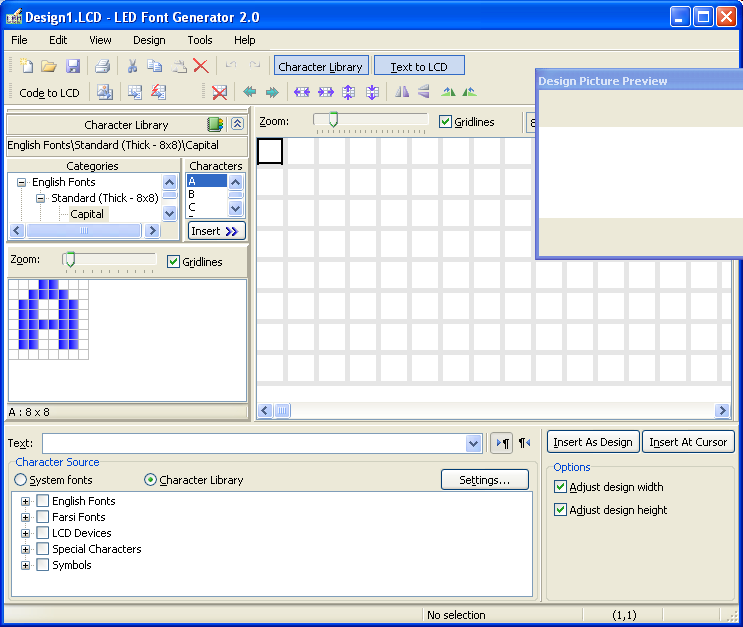 Design1.LCD - LED Font Generator 2.0
File Edit View Design Tools Help
Character Library Text to LCD
Code to LCD
Design Picture Preview
Character Library
Zoom: Gridlines 8
English Fonts\Standard (Thick - 8x8)\Capital
Categories Characters
English Fonts A
Standard (Thick - 8x8) B
Capital C
Insert
Zoom: Gridlines
A : 8 x 8
Text: Insert As Design Insert At Cursor
Character Source Options
System fonts Character Library Settings... Adjust design width
English Fonts Adjust design height
Farsi Fonts
LCD Devices
Special Characters
Symbols
No selection (1,1)